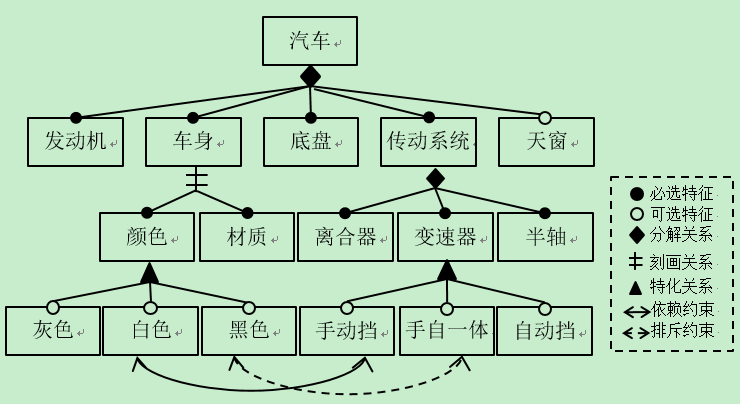 汽车
发动机 车身 底盘 传动系统 天窗
颜色 材质 离合器 变速器 半轴
灰色 白色 黑色 手动挡 手自一体 自动挡
必选特征
可选特征
分解关系
刻画关系
特化关系
依赖约束
排斥约束